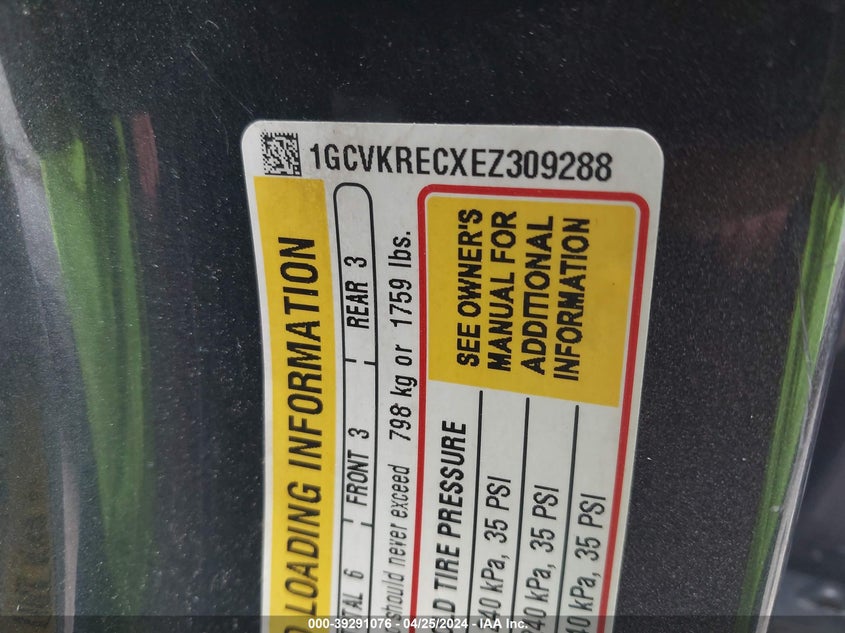 1GCVKRECXEZ309288
LOADING INFORMATION
6 FRONT 3 REAR 3
should never exceed 798 kg or 1759 lbs.
TIRE PRESSURE
SEE OWNER'S
MANUAL FOR
ADDITIONAL
INFORMATION
kPa, 35 PSI
240 kPa, 35 PSI
kPa, 35 PSI
000-39291076 - 04/25/2024 - IAA Inc.